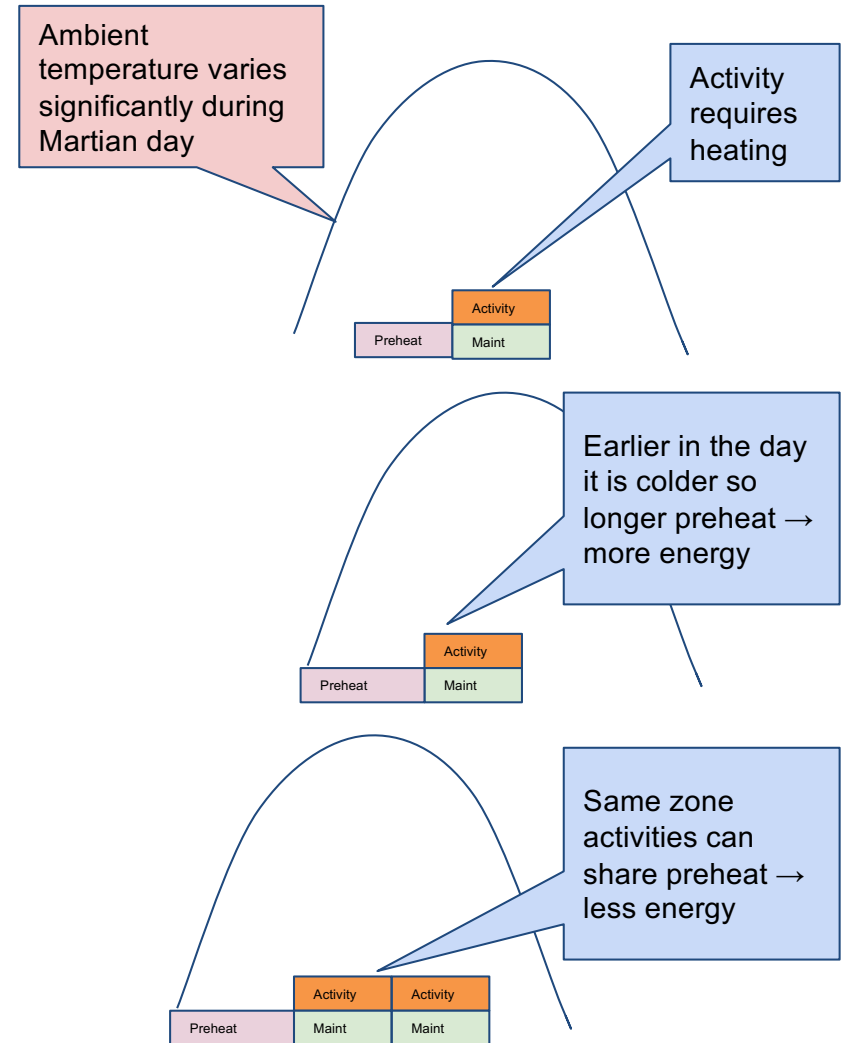 Ambient
temperature varies
significantly during
Martian day
Activity
requires
heating
Activity
Preheat
Maint
Earlier in the day
it is colder so
longer preheat →
more energy
Activity
Preheat
Maint
Same zone
activities can
share preheat →
less energy
Activity
Activity
Preheat
Maint
Maint